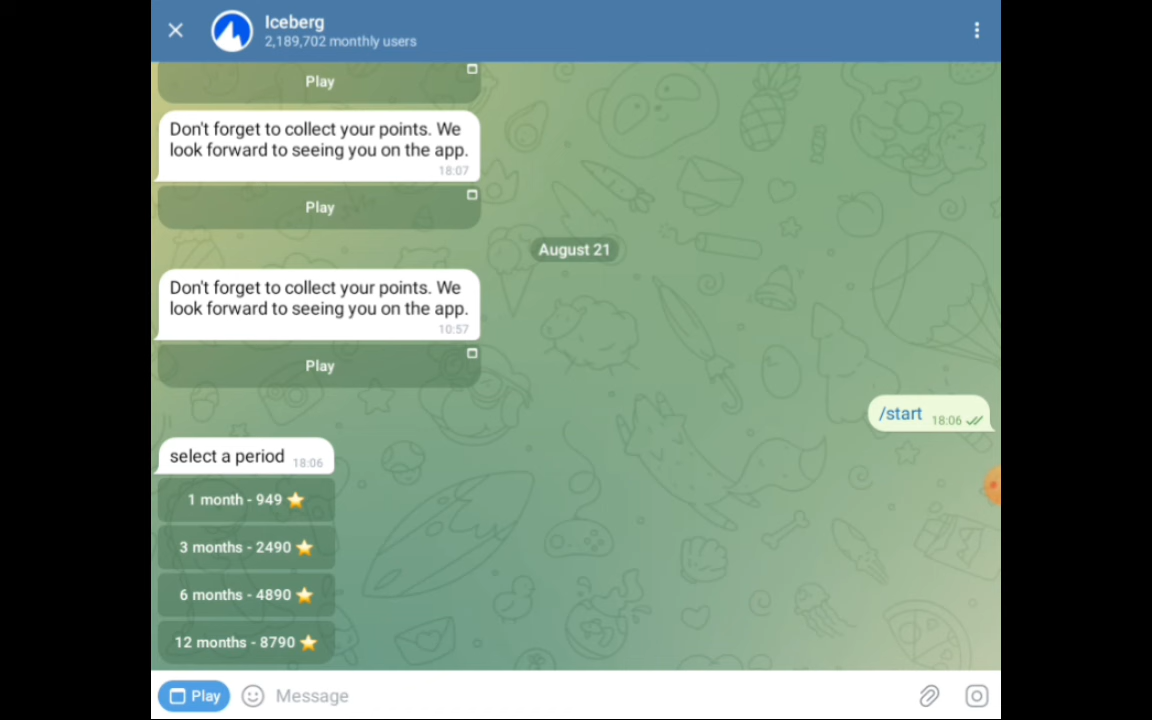 Iceberg
2,189,702 monthly users
Play
Don't forget to collect your points. We
look forward to seeing you on the app.
18:07
Play
August 21
Don't forget to collect your points. We
look forward to seeing you on the app.
10:57
Play
/start 18:06
select a period 18:06
1 month - 949 ⭐
3 months - 2490 ⭐
6 months - 4890 ⭐
12 months - 8790 ⭐
Play Message